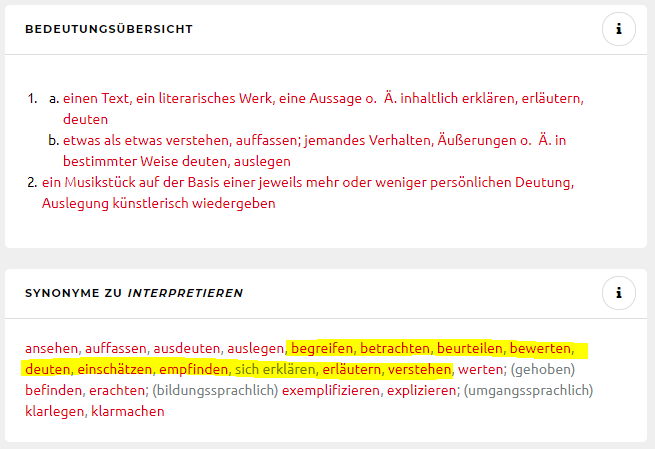 BEDEUTUNGSÜBERSICHT
1. a. einen Text, ein literarisches Werk, eine Aussage o. Ä. inhaltlich erklären, erläutern,
deuten
b. etwas als etwas verstehen, auffassen; jemandes Verhalten, Äußerungen o. Ä. in
bestimmter Weise deuten, auslegen
2. ein Musikstück auf der Basis einer jeweils mehr oder weniger persönlichen Deutung,
Auslegung künstlerisch wiedergeben
SYNONYME ZU INTERPRETIEREN
ansehen, auffassen, ausdeuten, auslegen, begreifen, betrachten, beurteilen, bewerten,
deuten, einschätzen, empfinden, sich erklären, erläutern, verstehen, werten; (gehoben)
befinden, erachten; (bildungssprachlich) exemplifizieren, explizieren; (umgangssprachlich)
klarlegen, klarmachen